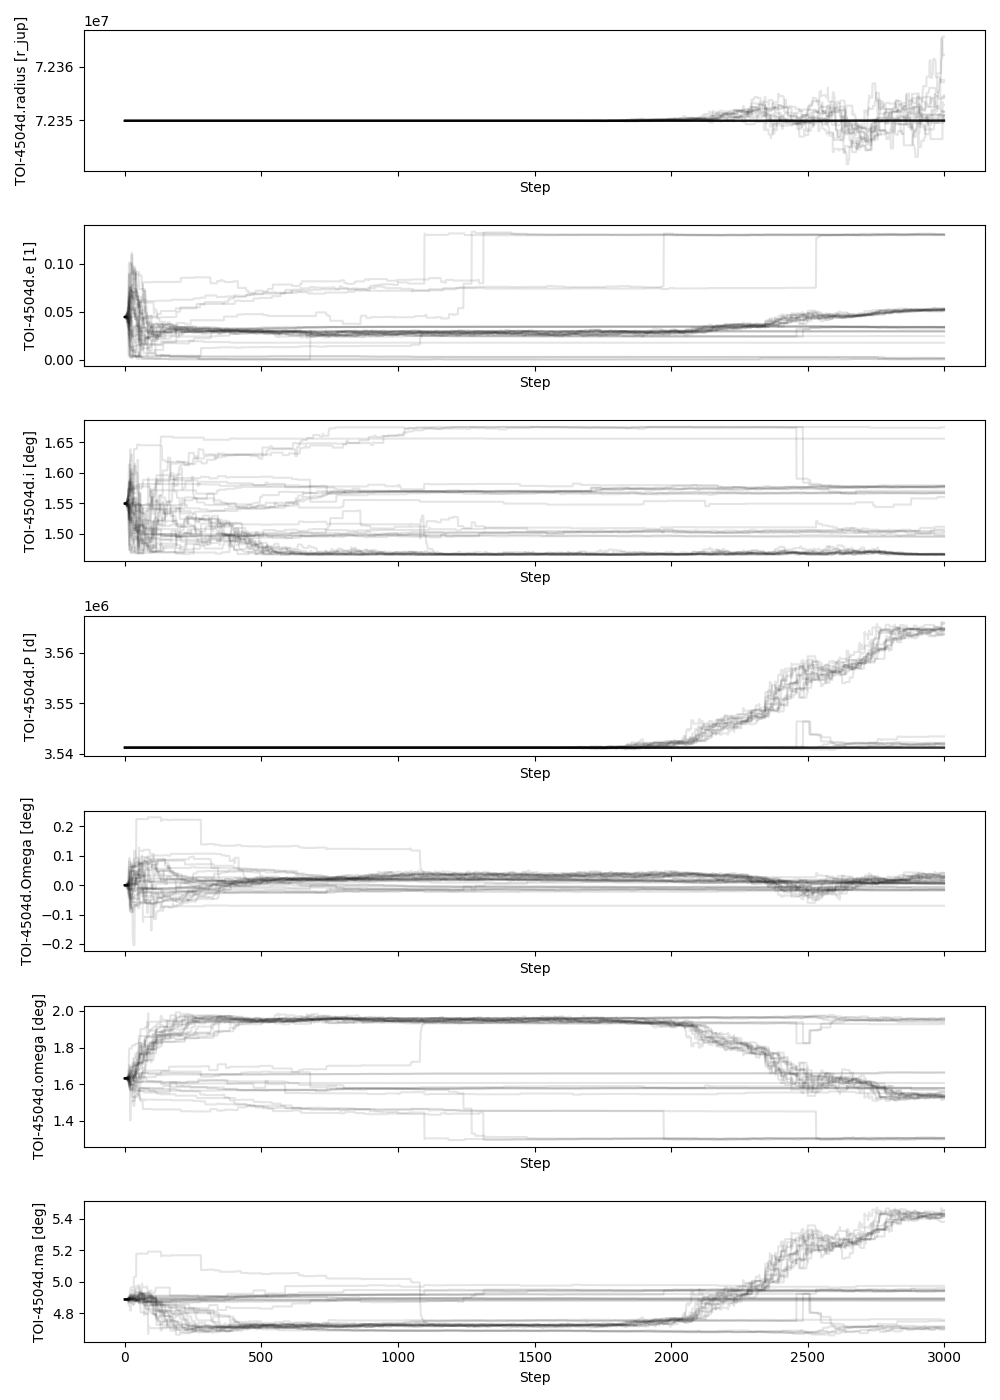 1e7
TOI-4504d.radius [r_jup]
7.236
7.235
Step
TOI-4504d.e [1]
0.10
0.05
0.00
Step
TOI-4504d.i [deg]
1.65
1.60
1.55
1.50
Step
1e6
TOI-4504d.P [d]
3.56
3.55
3.54
Step
TOI-4504d.Omega [deg]
0.2
0.1
0.0
−0.1
−0.2
Step
TOI-4504d.omega [deg]
2.0
1.8
1.6
1.4
Step
TOI-4504d.ma [deg]
5.4
5.2
5.0
4.8
0 500 1000 1500 2000 2500 3000
Step